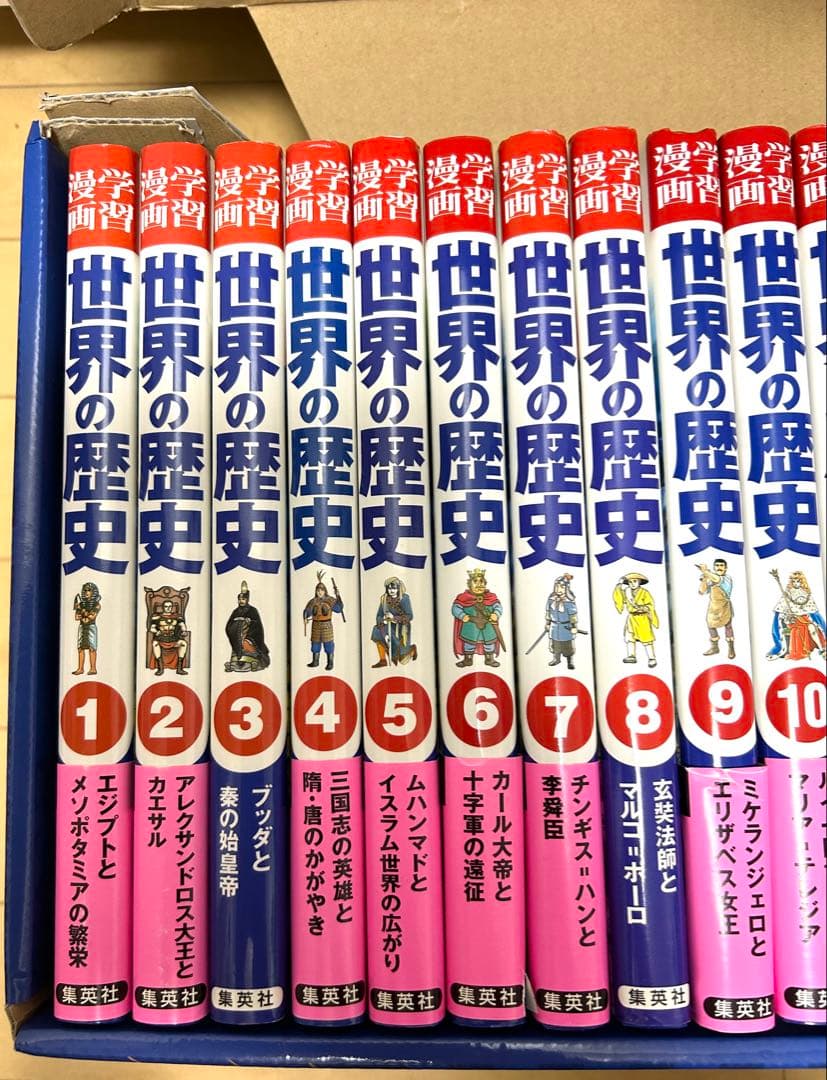 学習
漫画
世界の歴史
1
エジプトと
メソポタミアの繁栄
集英社
学習
漫画
世界の歴史
2
アレクサンドロス大王と
カエサル
集英社
学習
漫画
世界の歴史
3
ブッダと
秦の始皇帝
集英社
学習
漫画
世界の歴史
4
三国志の英雄と
隋・唐のかがやき
集英社
学習
漫画
世界の歴史
5
ムハンマドと
イスラム世界の広がり
集英社
学習
漫画
世界の歴史
6
カール大帝と
十字軍の遠征
集英社
学習
漫画
世界の歴史
7
チンギス=ハンと
李舜臣
集英社
学習
漫画
世界の歴史
8
玄奘法師と
マルコ=ポーロ
集英社
学習
漫画
世界の歴史
9
ミケランジェロと
エリザベス女王
集英社
学習
漫画
世界の歴史
10
マリア=テレジア